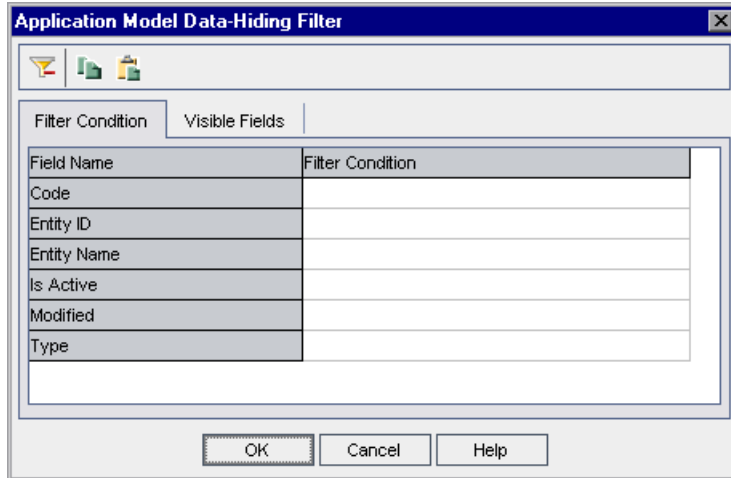 Application Model Data-Hiding Filter
Filter Condition Visible Fields
Field Name Filter Condition
Code
Entity ID
Entity Name
Is Active
Modified
Type
OK Cancel Help